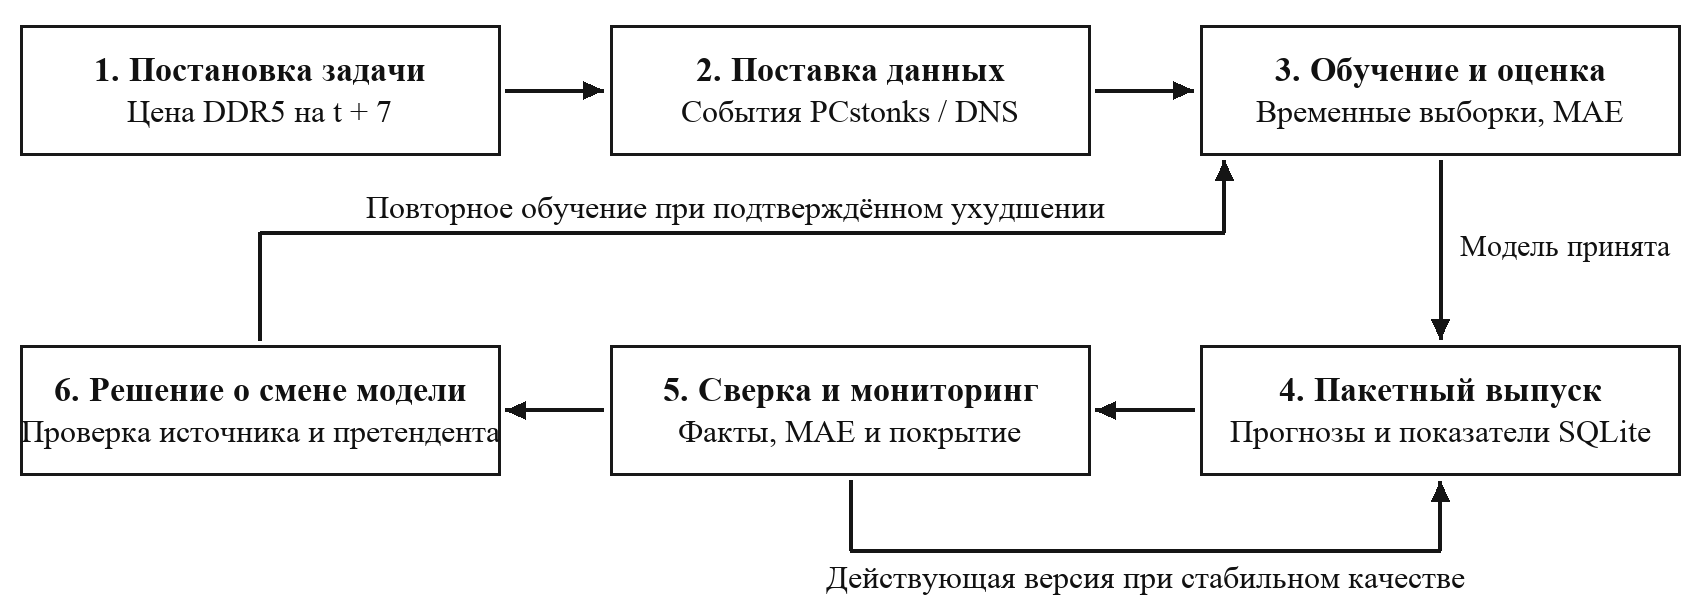 1. Постановка задачи
Цена DDR5 на t + 7
2. Поставка данных
События PCstonks / DNS
3. Обучение и оценка
Временные выборки, MAE
Повторное обучение при подтверждённом ухудшении
Модель принята
6. Решение о смене модели
Проверка источника и претендента
5. Сверка и мониторинг
Факты, MAE и покрытие
4. Пакетный выпуск
Прогнозы и показатели SQLite
Действующая версия при стабильном качестве